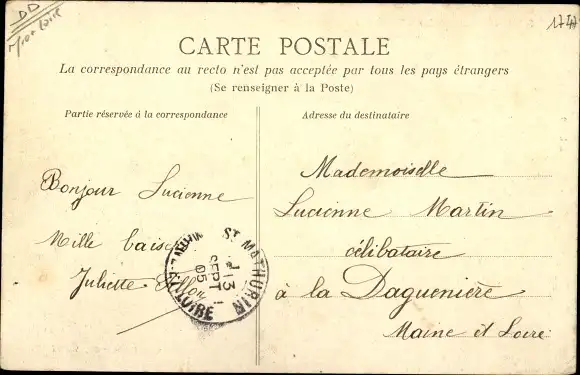 DD
1747
CARTE POSTALE
La correspondance au recto n'est pas acceptée par tous les pays étrangers
(Se renseigner à la Poste)
Partie réservée à la correspondance
Adresse du destinataire
Bonjour Lucienne
Mille baise
Juliette
Mademoiselle
Lucienne Martin
célibataire
à la Daguenière
Maine et Loire
ST MATHURIN
13
SEPT
05
LOIRE